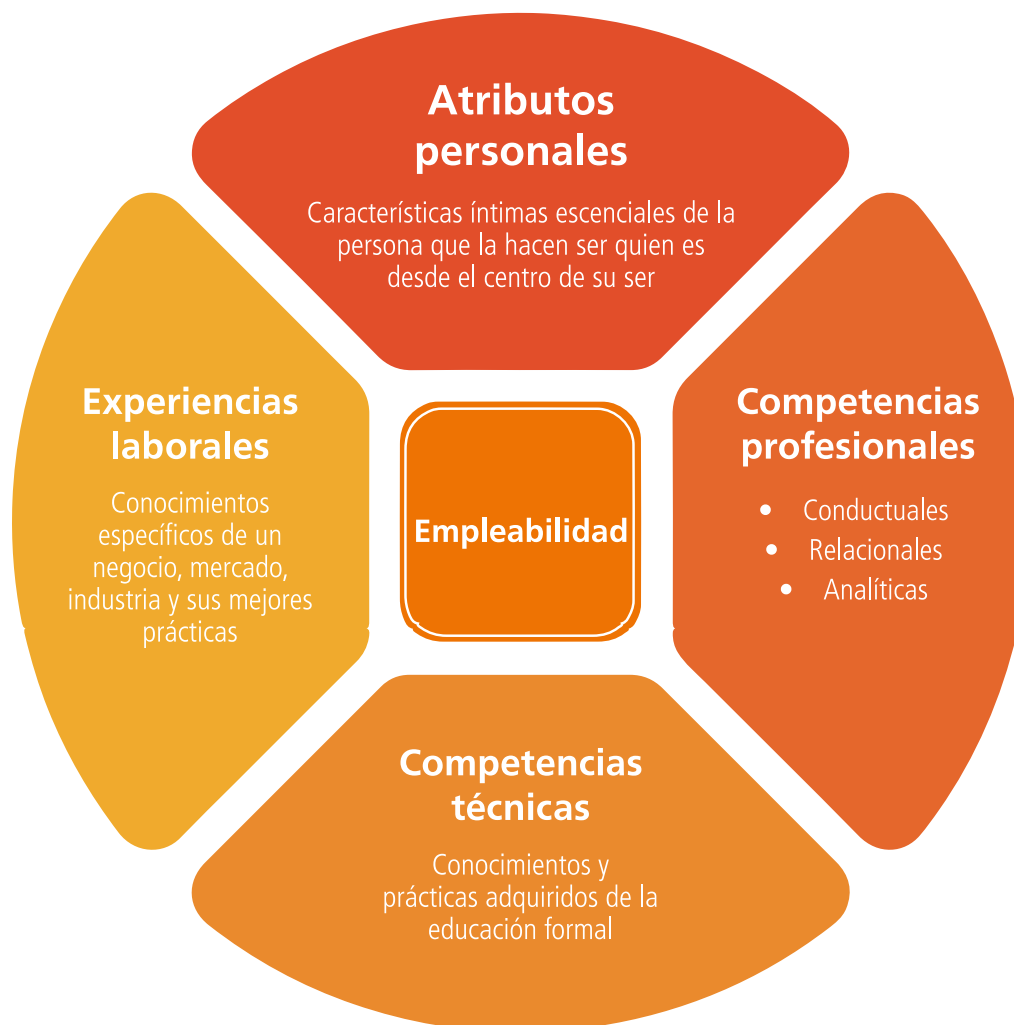 Atributos
personales
Características íntimas escenciales de la
persona que la hacen ser quien es
desde el centro de su ser
Experiencias
laborales
Conocimientos
específicos de un
negocio, mercado,
industria y sus mejores
prácticas
Empleabilidad
Competencias
profesionales
• Conductuales
• Relacionales
• Analíticas
Competencias
técnicas
Conocimientos y
prácticas adquiridos de la
educación formal